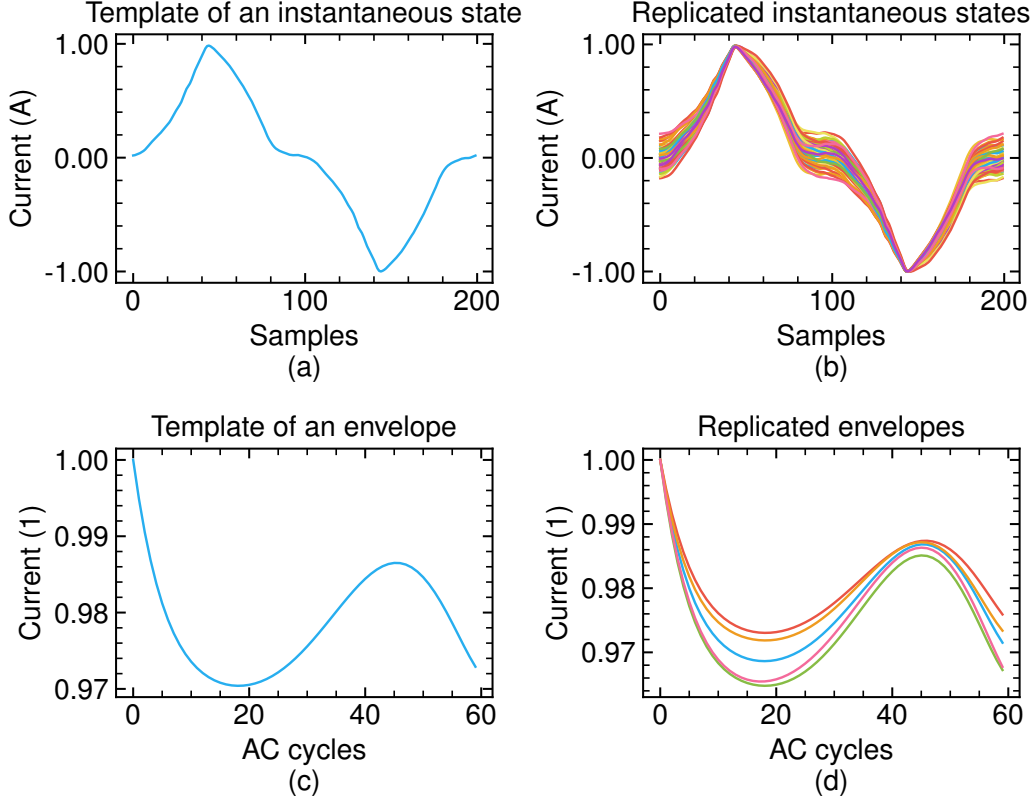 Template of an instantaneous state
1.00
0.00
-1.00
Current (A)
0 100 200
Samples
(a)
Replicated instantaneous states
1.00
0.00
-1.00
Current (A)
0 100 200
Samples
(b)
Template of an envelope
1.00
0.99
0.98
0.97
Current (1)
0 20 40 60
AC cycles
(c)
Replicated envelopes
1.00
0.99
0.98
0.97
Current (1)
0 20 40 60
AC cycles
(d)